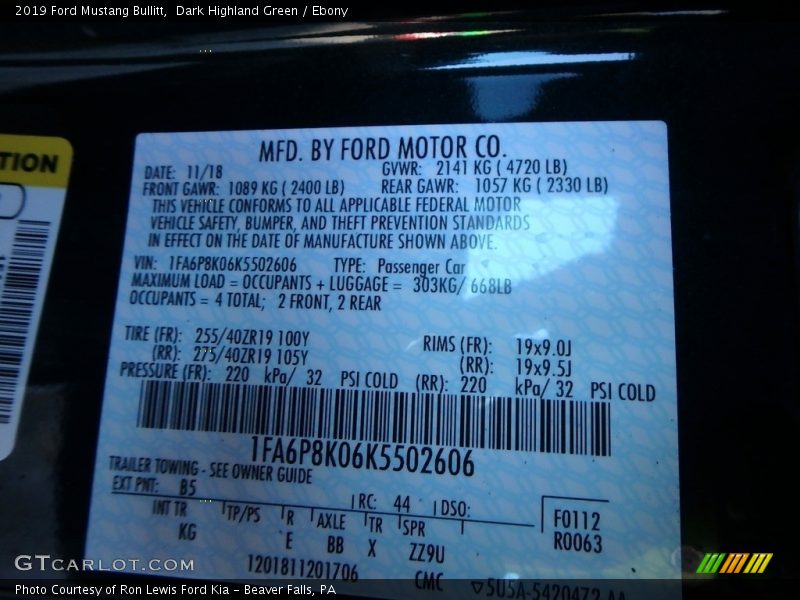 2019 Ford Mustang Bullitt, Dark Highland Green / Ebony
TION
MFD. BY FORD MOTOR CO.
DATE: 11/18 GVWR: 2141 KG ( 4720 LB)
FRONT GAWR: 1089 KG ( 2400 LB) REAR GAWR: 1057 KG ( 2330 LB)
THIS VEHICLE CONFORMS TO ALL APPLICABLE FEDERAL MOTOR
VEHICLE SAFETY, BUMPER, AND THEFT PREVENTION STANDARDS
IN EFFECT ON THE DATE OF MANUFACTURE SHOWN ABOVE.
VIN: 1FA6P8K06K5502606 TYPE: Passenger Car
MAXIMUM LOAD = OCCUPANTS + LUGGAGE = 303KG/ 668LB
OCCUPANTS = 4 TOTAL; 2 FRONT, 2 REAR
TIRE (FR): 255/40ZR19 100Y RIMS (FR): 19x9.0J
(RR): 275/40ZR19 105Y (RR): 19x9.5J
PRESSURE (FR): 220 kPa/ 32 PSI COLD (RR): 220 kPa/ 32 PSI COLD
1FA6P8K06K5502606
TRAILER TOWING - SEE OWNER GUIDE
EXT PNT: B5 RC: 44 DSO:
INT TR TP/PS R AXLE TR SPR F0112
KG E BB X ZZ9U R0063
1201811201706 CMC 5U5A-5420472-AA
GTCARLOT.COM
Photo Courtesy of Ron Lewis Ford Kia - Beaver Falls, PA